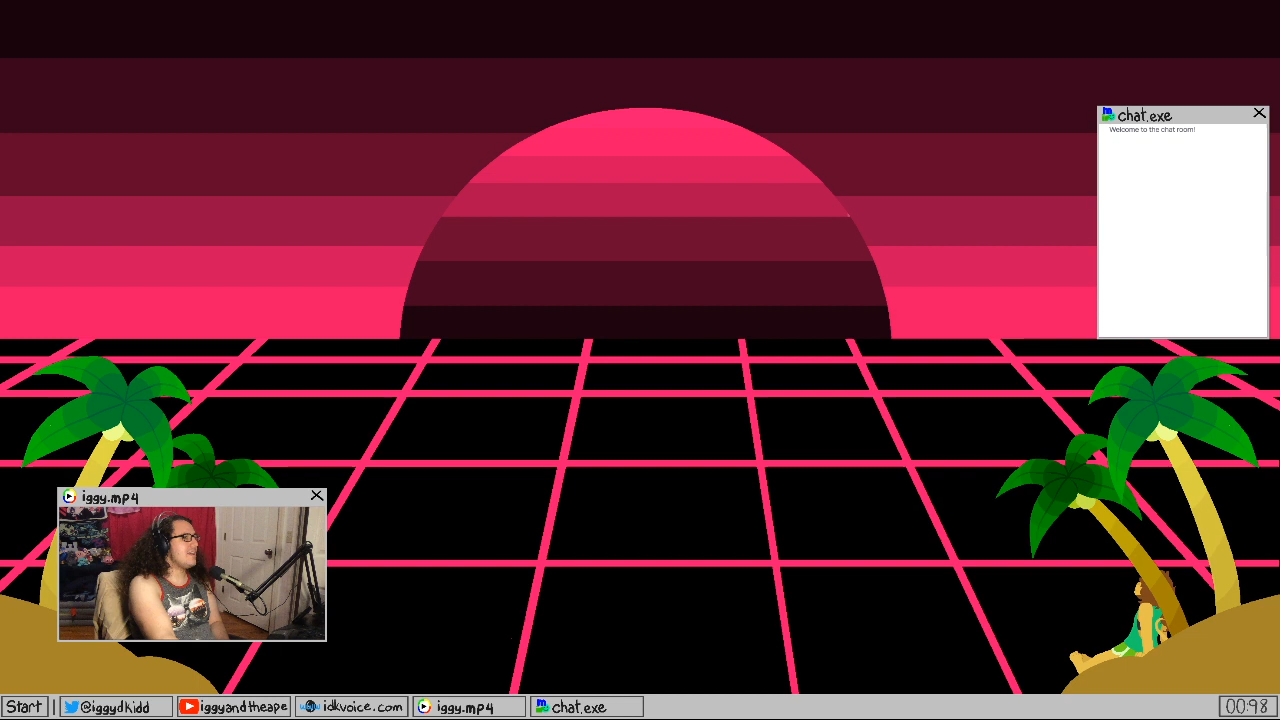 chat.exe
Welcome to the chat room!
iggy.mp4
Start
@iggydkidd
iggyandtheape
www idkvoice.com
iggy.mp4
chat.exe
00:98